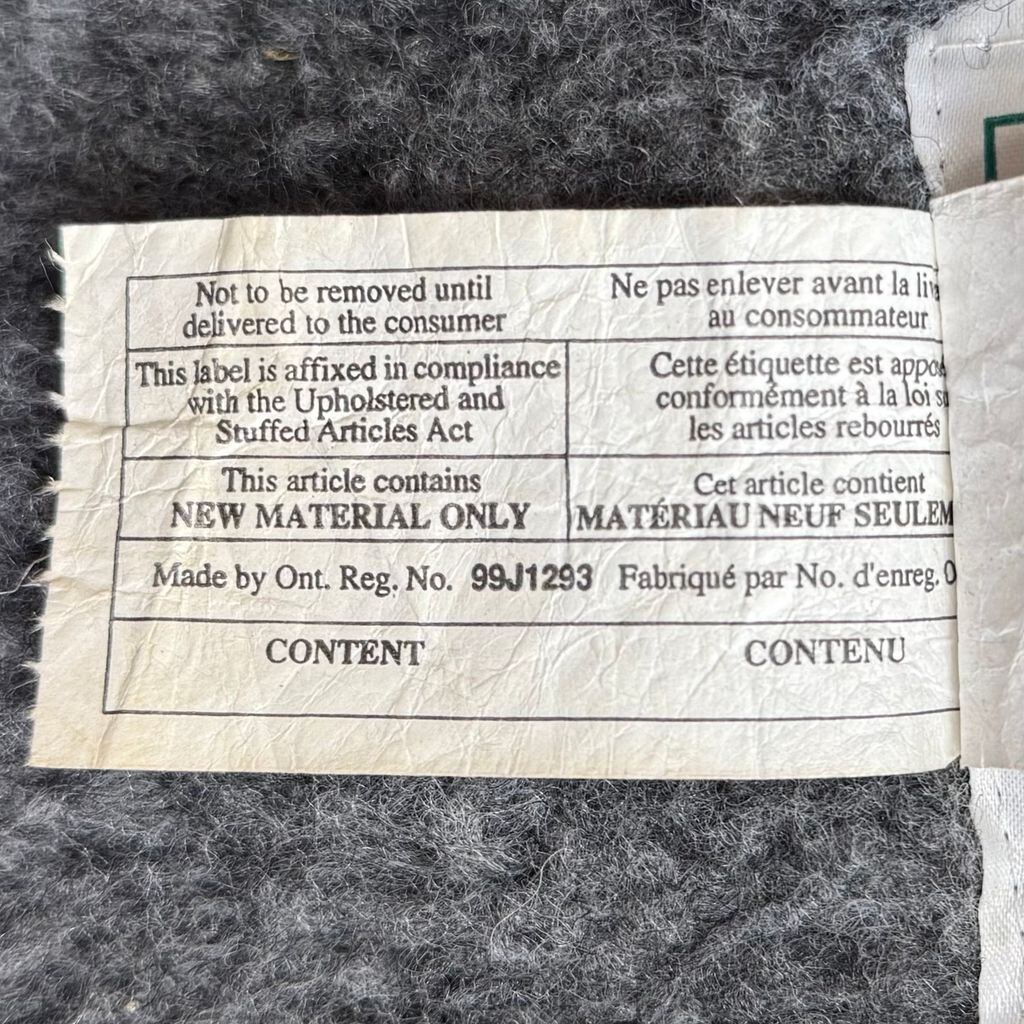 Not to be removed until
delivered to the consumer
Ne pas enlever avant la
au consommateur
This label is affixed in compliance
with the Upholstered and
Stuffed Articles Act
Cette étiquette est
conformément à la loi
les articles rebourrés
This article contains
NEW MATERIAL ONLY
Cet article contient
MATÉRIAU NEUF
Made by Ont. Reg. No. 99J1293 Fabriqué par No. d'enreg.
CONTENT
CONTENU